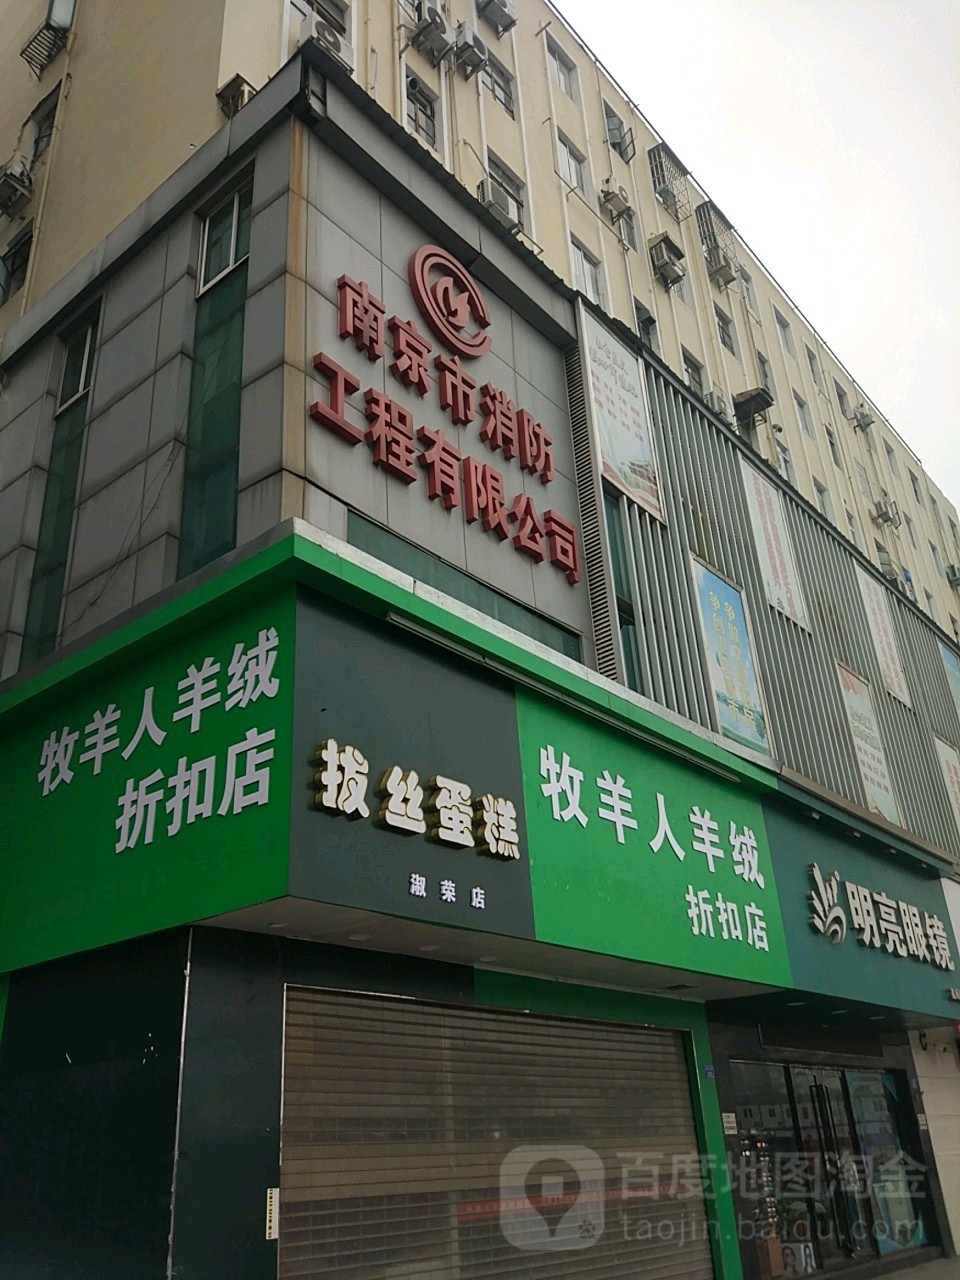 南京市消防
工程有限公司
牧羊人羊绒
折扣店
拔丝蛋糕
淑荣店
牧羊人羊绒
折扣店
明亮眼镜
百度地图淘金
taojin.baidu.com